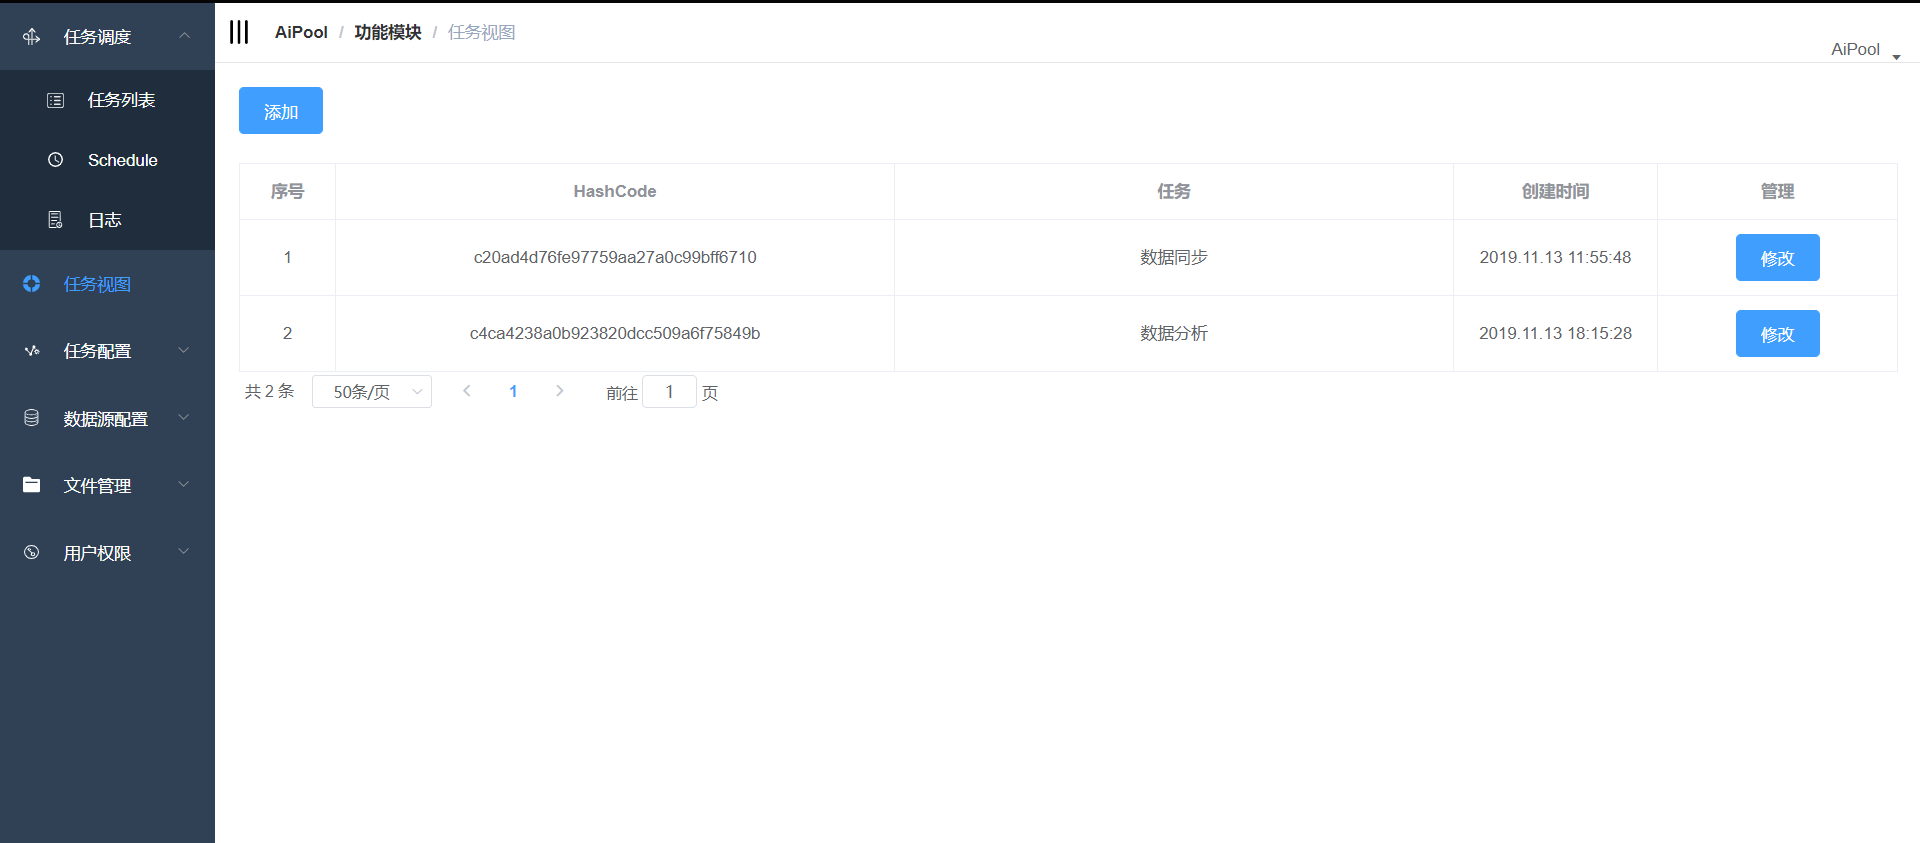 任务调度
任务列表
Schedule
日志
任务视图
任务配置
数据源配置
文件管理
用户权限
AiPool / 功能模块 / 任务视图
AiPool
添加
序号 HashCode 任务 创建时间 管理
1 c20ad4d76fe97759aa27a0c99bff6710 数据同步 2019.11.13 11:55:48 修改
2 c4ca4238a0b923820dcc509a6f75849b 数据分析 2019.11.13 18:15:28 修改
共 2 条 50条/页 1 前往 1 页